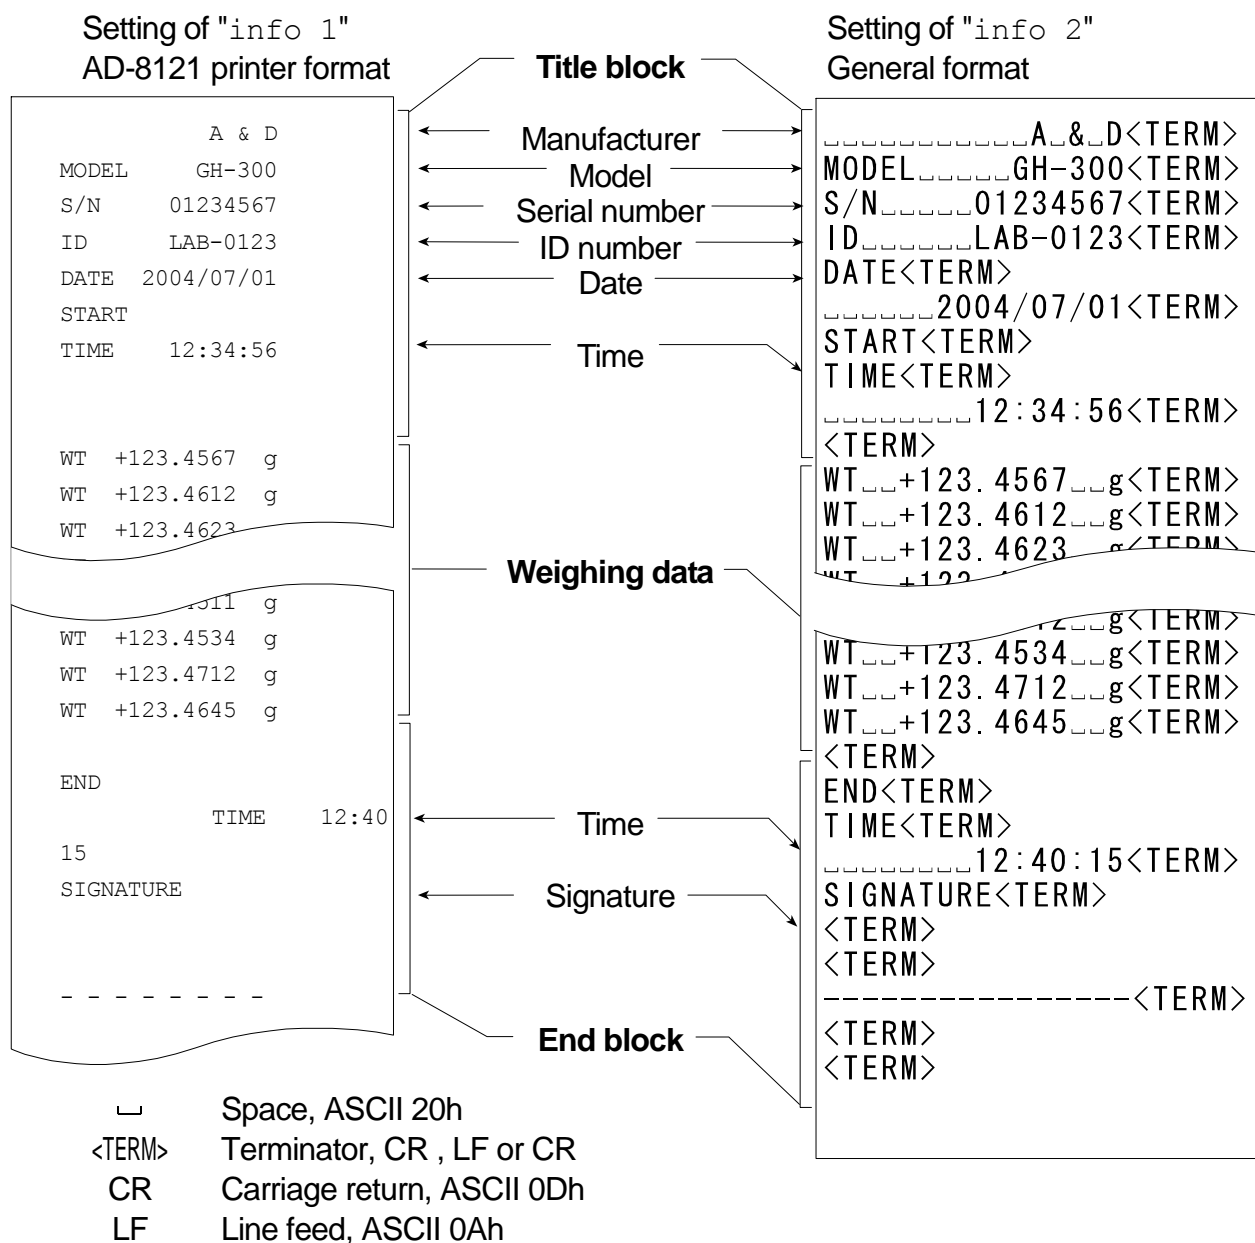 Setting of "info 1"
AD-8121 printer format
A & D
MODEL GH-300
S/N 01234567
ID LAB-0123
DATE 2004/07/01
START
TIME 12:34:56
WT +123.4567 g
WT +123.4612 g
WT +123.4623
g
WT +123.4534 g
WT +123.4712 g
WT +123.4645 g
END
TIME 12:40
15
SIGNATURE
- - - - - - - -
Title block
Manufacturer
Model
Serial number
ID number
Date
Time
Weighing data
Time
Signature
End block
Setting of "info 2"
General format
␣␣␣␣␣␣␣␣␣␣␣A␣&␣D<TERM>
MODEL␣␣␣␣␣GH-300<TERM>
S/N␣␣␣␣␣01234567<TERM>
ID␣␣␣␣␣␣LAB-0123<TERM>
DATE<TERM>
␣␣␣␣␣␣2004/07/01<TERM>
START<TERM>
TIME<TERM>
␣␣␣␣␣␣␣␣12:34:56<TERM>
<TERM>
WT␣␣+123.4567␣␣g<TERM>
WT␣␣+123.4612␣␣g<TERM>
WT␣␣+123.4623 g<TERM>
WT
2␣␣g<TERM>
WT␣␣+123.4534␣␣g<TERM>
WT␣␣+123.4712␣␣g<TERM>
WT␣␣+123.4645␣␣g<TERM>
<TERM>
END<TERM>
TIME<TERM>
␣␣␣␣␣␣␣␣12:40:15<TERM>
SIGNATURE<TERM>
<TERM>
<TERM>
----------------<TERM>
<TERM>
<TERM>
␣ Space, ASCII 20h
<TERM> Terminator, CR , LF or CR
CR Carriage return, ASCII 0Dh
LF Line feed, ASCII 0Ah